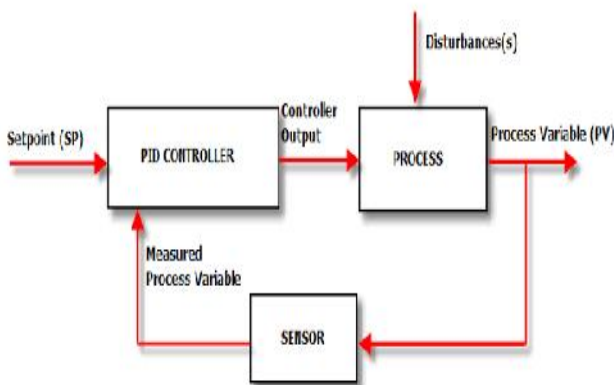 Disturbances(s)
Setpoint (SP)
PID CONTROLLER
Controller
Output
PROCESS
Process Variable (PV)
Measured
Process Variable
SENSOR